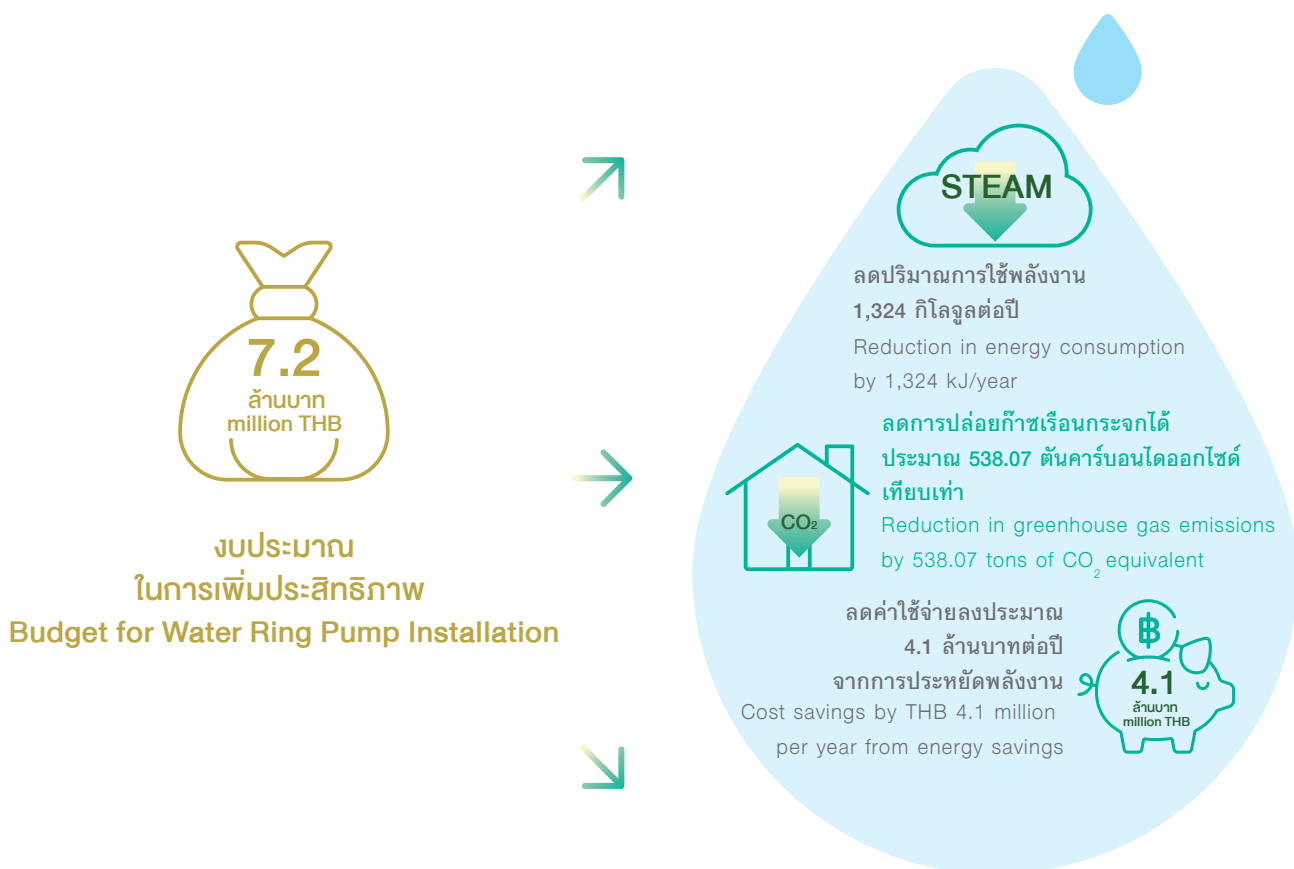 7.2
ล้านบาท
million THB
งบประมาณ
ในการเพิ่มประสิทธิภาพ
Budget for Water Ring Pump Installation
STEAM
ลดปริมาณการใช้พลังงาน
1,324 กิโลจูลต่อปี
Reduction in energy consumption
by 1,324 kJ/year
CO₂
ลดการปล่อยก๊าซเรือนกระจกได้
ประมาณ 538.07 ตันคาร์บอนไดออกไซด์
เทียบเท่า
Reduction in greenhouse gas emissions
by 538.07 tons of CO₂ equivalent
ลดค่าใช้จ่ายลงประมาณ
4.1 ล้านบาทต่อปี
จากการประหยัดพลังงาน
Cost savings by THB 4.1 million
per year from energy savings
฿
4.1
ล้านบาท
million THB